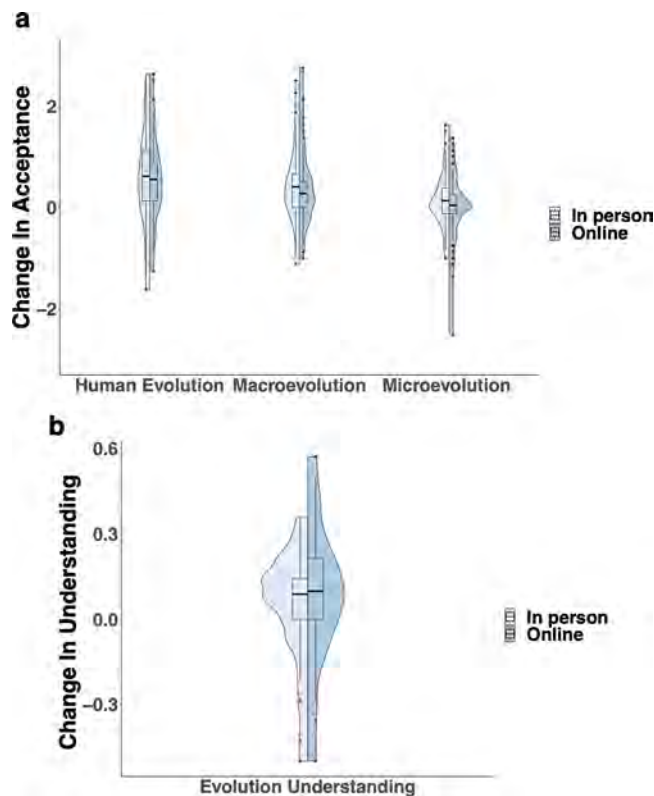 a
Change In Acceptance
2
0
−2
In person
Online
Human Evolution Macroevolution Microevolution
b
Change In Understanding
0.6
0.3
0.0
−0.3
In person
Online
Evolution Understanding